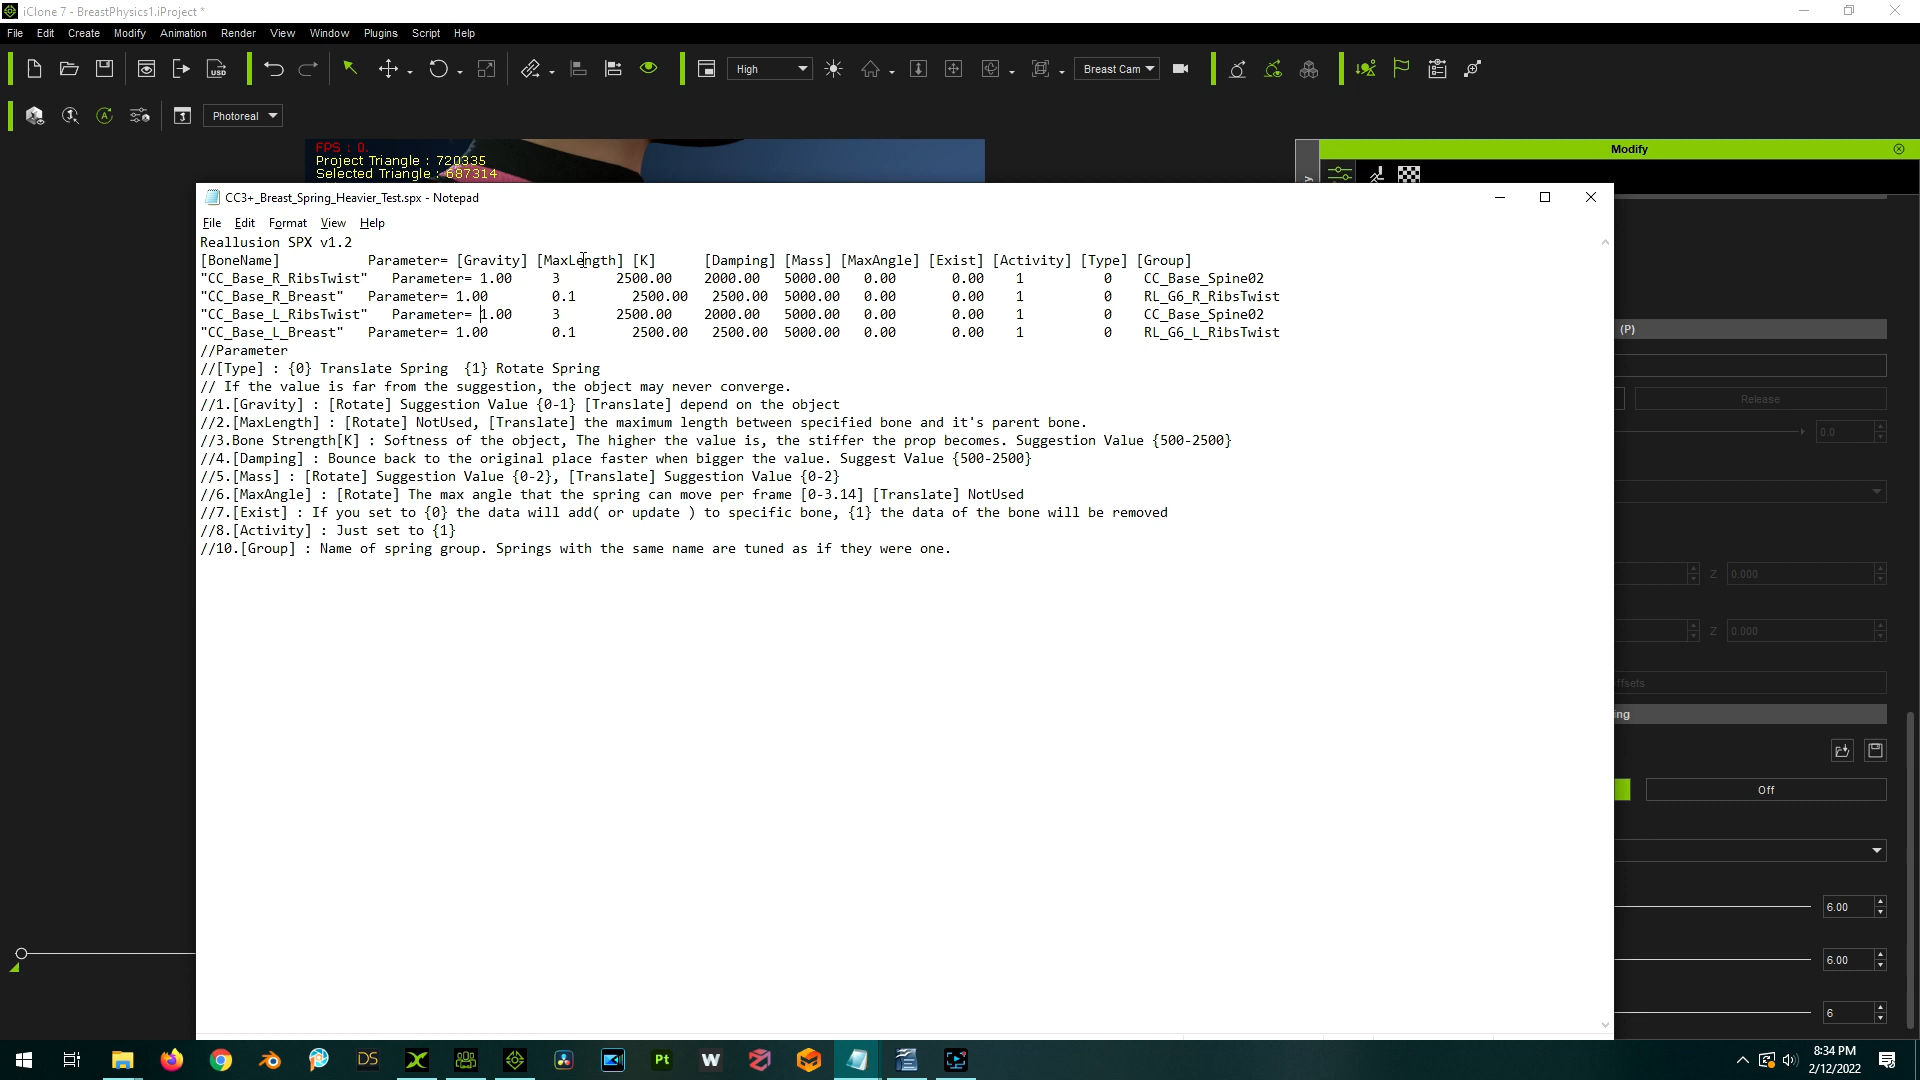 iClone 7 - BreastPhysics1.iProject *
File Edit Create Modify Animation Render View Window Plugins Script Help
High
Breast Cam
Photoreal
FPS : 0.
Project Triangle : 720335
Selected Triangle : 687314
Modify
CC3+_Breast_Spring_Heavier_Test.spx - Notepad
File Edit Format View Help
Reallusion SPX v1.2
[BoneName] Parameter= [Gravity] [MaxLength] [K] [Damping] [Mass] [MaxAngle] [Exist] [Activity] [Type] [Group]
"CC_Base_R_RibsTwist" Parameter= 1.00 3 2500.00 2000.00 5000.00 0.00 0.00 1 0 CC_Base_Spine02
"CC_Base_R_Breast" Parameter= 1.00 0.1 2500.00 2500.00 5000.00 0.00 0.00 1 0 RL_G6_R_RibsTwist
"CC_Base_L_RibsTwist" Parameter= 1.00 3 2500.00 2000.00 5000.00 0.00 0.00 1 0 CC_Base_Spine02
"CC_Base_L_Breast" Parameter= 1.00 0.1 2500.00 2500.00 5000.00 0.00 0.00 1 0 RL_G6_L_RibsTwist
//Parameter
//[Type] : {0} Translate Spring {1} Rotate Spring
// If the value is far from the suggestion, the object may never converge.
//1.[Gravity] : [Rotate] Suggestion Value {0-1} [Translate] depend on the object
//2.[MaxLength] : [Rotate] NotUsed, [Translate] the maximum length between specified bone and it's parent bone.
//3.Bone Strength[K] : Softness of the object, The higher the value is, the stiffer the prop becomes. Suggestion Value {500-2500}
//4.[Damping] : Bounce back to the original place faster when bigger the value. Suggest Value {500-2500}
//5.[Mass] : [Rotate] Suggestion Value {0-2}, [Translate] Suggestion Value {0-2}
//6.[MaxAngle] : [Rotate] The max angle that the spring can move per frame [0-3.14] [Translate] NotUsed
//7.[Exist] : If you set to {0} the data will add( or update ) to specific bone, {1} the data of the bone will be removed
//8.[Activity] : Just set to {1}
//10.[Group] : Name of spring group. Springs with the same name are tuned as if they were one.
(P)
Release
0.0
Z 0.000
Z 0.000
ffsets
ing
Off
6.00
6.00
6
DS
Pt
W
8:34 PM
2/12/2022